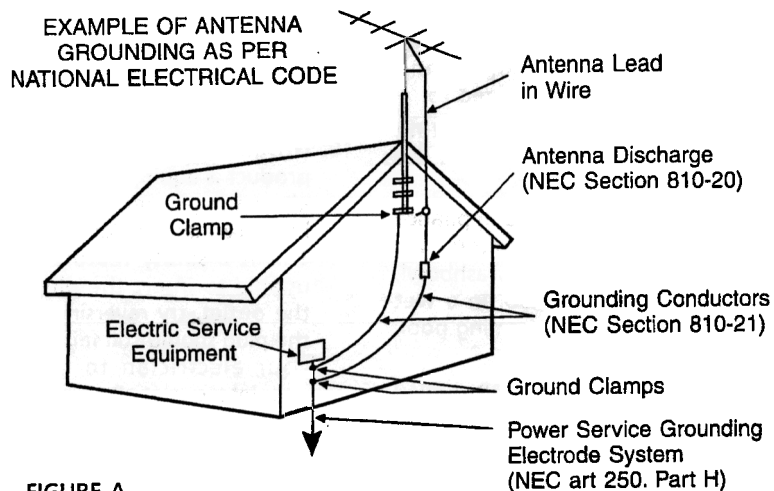 EXAMPLE OF ANTENNA
GROUNDING AS PER
NATIONAL ELECTRICAL CODE
Antenna Lead
in Wire
Antenna Discharge
(NEC Section 810-20)
Ground
Clamp
Grounding Conductors
(NEC Section 810-21)
Electric Service
Equipment
Ground Clamps
Power Service Grounding
Electrode System
(NEC art 250. Part H)
FIGURE A